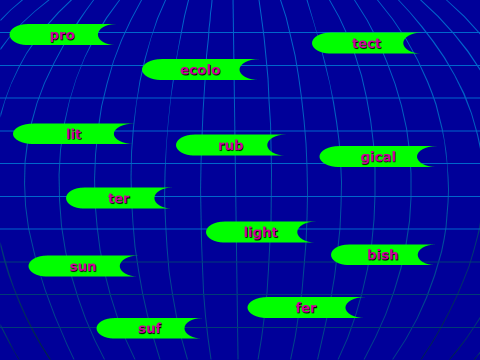 pro
tect
ecolo
lit
rub
gical
ter
light
bish
sun
fer
suf